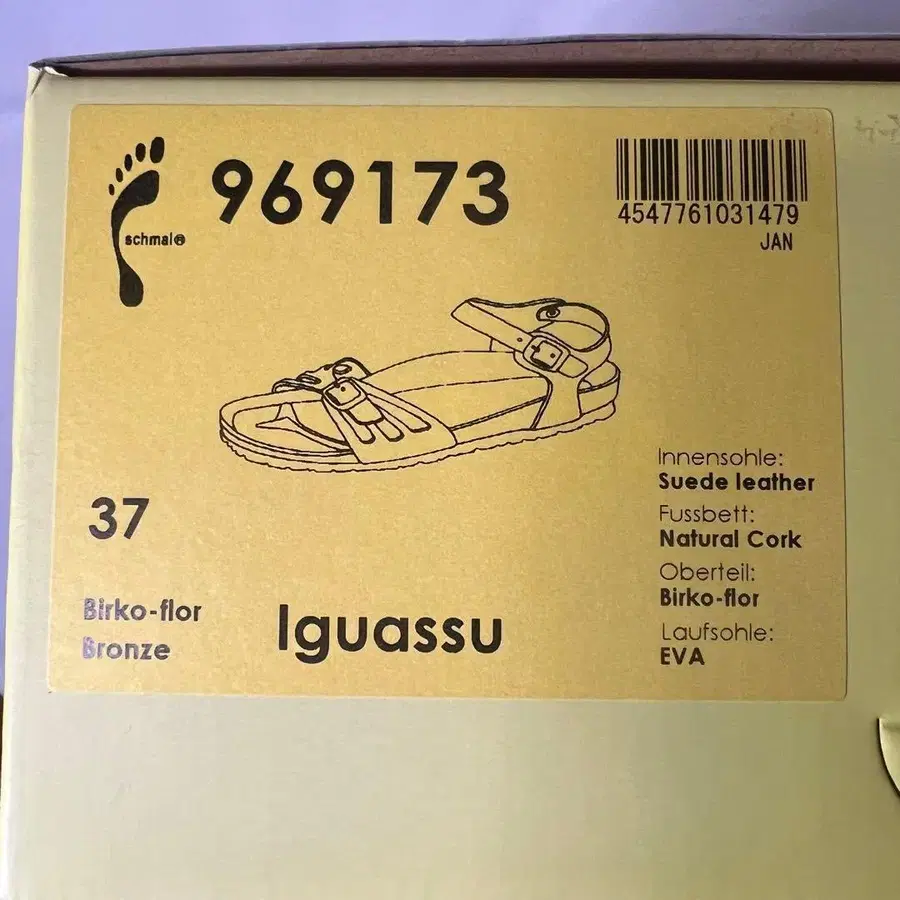 969173
schmal®
4547761031479
JAN
37
Birko-flor
Bronze
Iguassu
Innensohle:
Suede leather
Fussbett:
Natural Cork
Oberteil:
Birko-flor
Laufsohle:
EVA